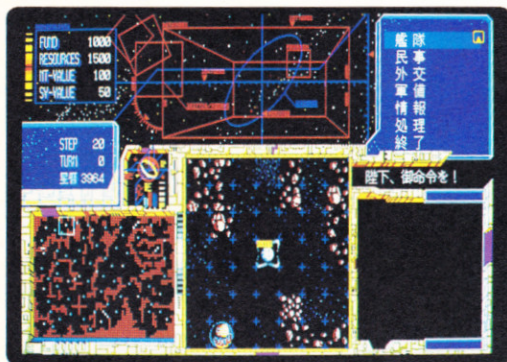 FUND 1000
RESOURCES 1500
MT-VALUE 100
SY-VALUE 50
艦隊
民事
外交
軍値
情報
処理
終了
STEP 20
TURN 0
星暦 3964
陛下、御命令を！